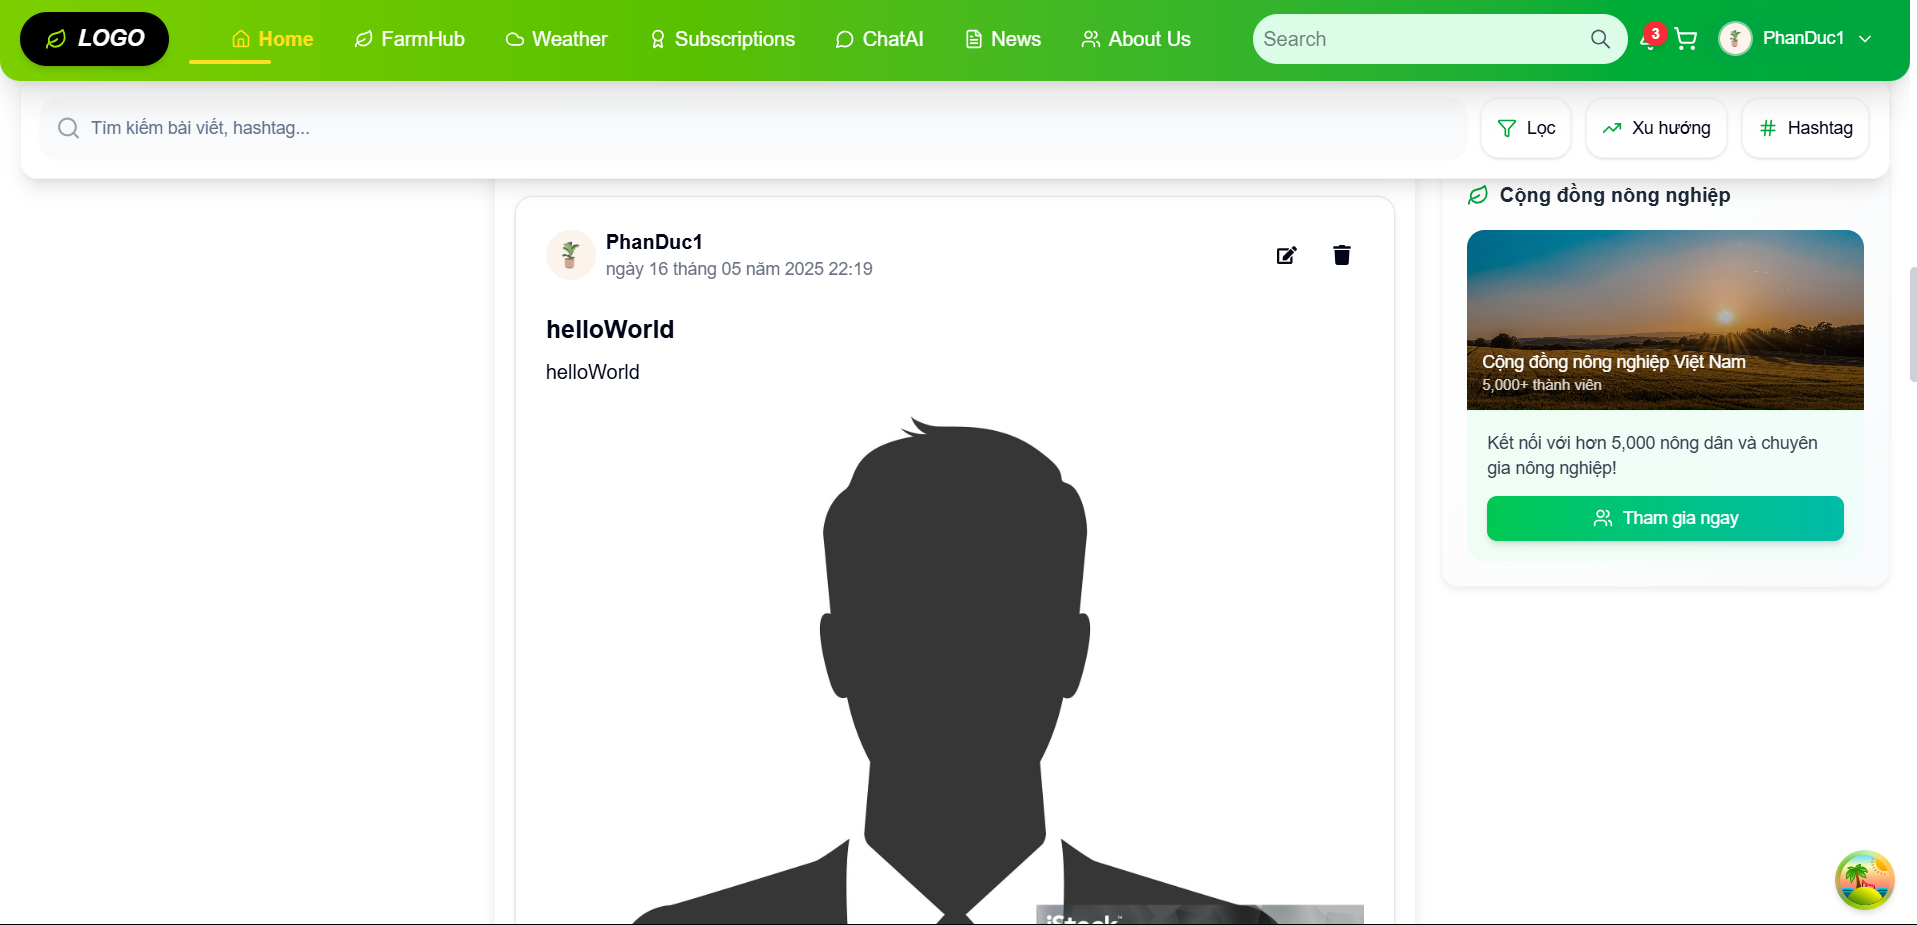 LOGO
Home
FarmHub
Weather
Subscriptions
ChatAI
News
About Us
Search
3
PhanDuc1
Tìm kiếm bài viết, hashtag...
Lọc
Xu hướng
Hashtag
PhanDuc1
ngày 16 tháng 05 năm 2025 22:19
helloWorld
helloWorld
iStock™
Cộng đồng nông nghiệp
Cộng đồng nông nghiệp Việt Nam
5,000+ thành viên
Kết nối với hơn 5,000 nông dân và chuyên
gia nông nghiệp!
Tham gia ngay